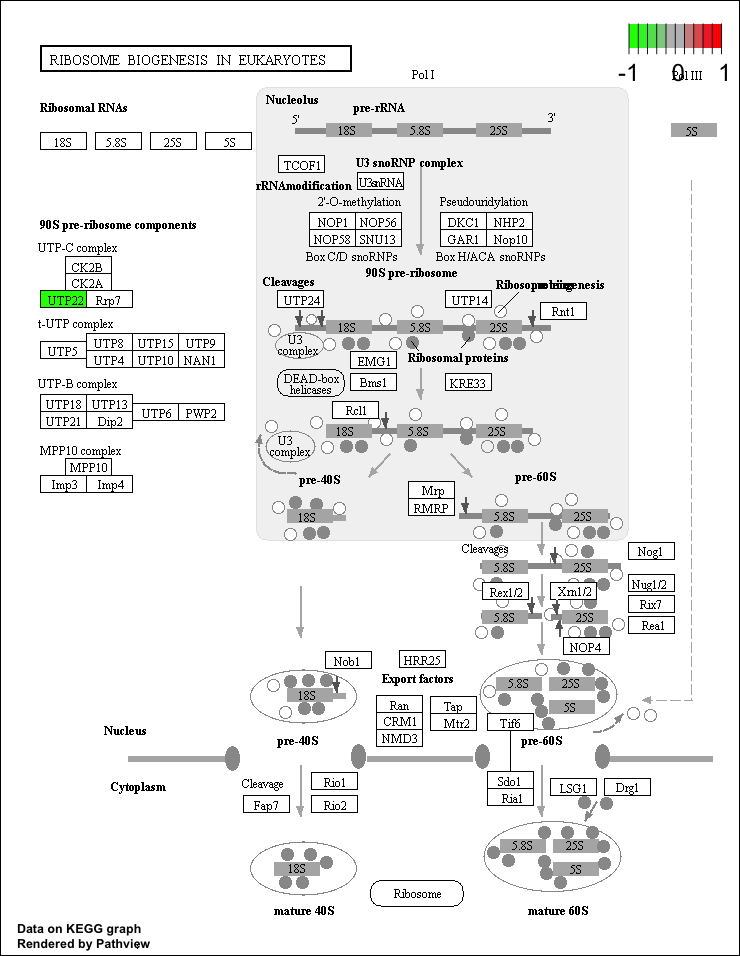 RIBOSOME BIOGENESIS IN EUKARYOTES
-1 0 1
Pol I
Pol III
Ribosomal RNAs
18S 5.8S 25S 5S
Nucleolus
pre-rRNA
5' 3'
18S 5.8S 25S
5S
TCOF1
U3 snoRNP complex
U3snRNA
rRNAmodification
2'-O-methylation
Pseudouridylation
NOP1 NOP56
NOP58 SNU13
DKC1 NHP2
GAR1 Nop10
Box C/D snoRNPs
Box H/ACA snoRNPs
90S pre-ribosome components
UTP-C complex
CK2B
CK2A
UTP22 Rrp7
t-UTP complex
UTP5
UTP8 UTP15 UTP9
UTP4 UTP10 NAN1
UTP-B complex
UTP18 UTP13
UTP21 Dip2
UTP6 PWP2
MPP10 complex
MPP10
Imp3 Imp4
90S pre-ribosome
Cleavages
UTP24
UTP14
Rnt1
18S 5.8S 25S
U3
complex
Ribosomal proteins
EMG1
Bms1
DEAD-box
helicases
KRE33
Rcl1
18S 5.8S 25S
U3
complex
pre-40S
pre-60S
18S
Mrp
RMRP
5.8S 25S
Cleavages
5.8S 25S
Nog1
Nug1/2
Rix7
Rea1
Rex1/2
Xrn1/2
5.8S 25S
NOP4
Nob1
HRR25
Export factors
18S
Ran
CRM1
NMD3
Tap
Mtr2
5.8S 25S
5S
Tif6
Nucleus
pre-40S
pre-60S
Cytoplasm
Cleavage
Fap7
Rio1
Rio2
Sdo1
Ria1
LSG1
Drg1
18S
5.8S 25S
5S
Ribosome
mature 40S
mature 60S
Data on KEGG graph
Rendered by Pathview